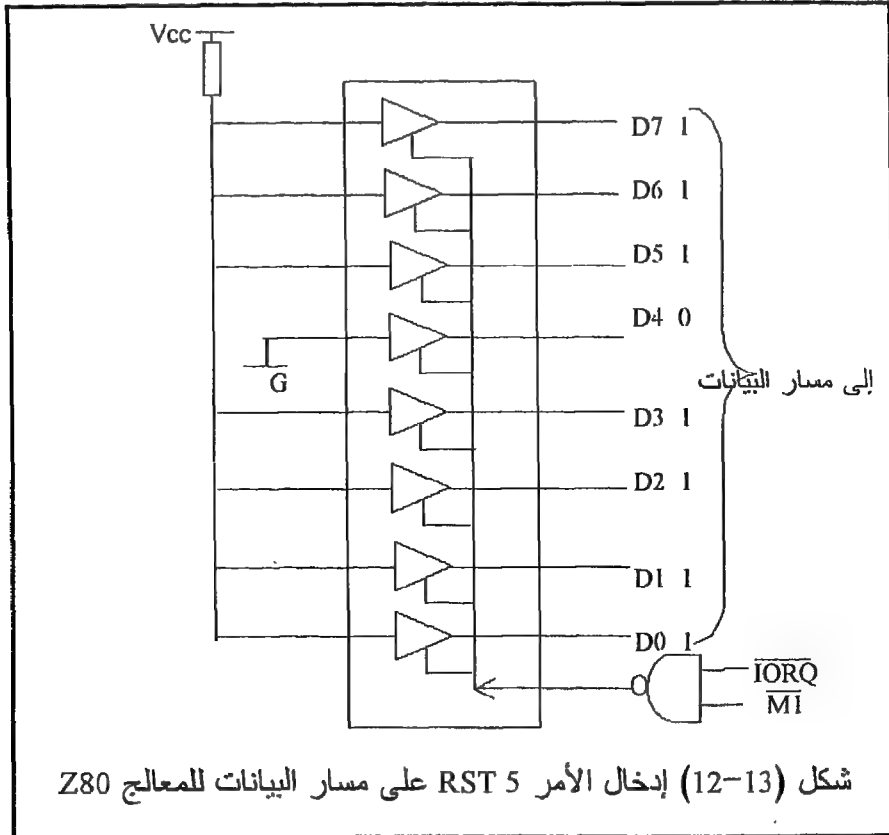 Vcc
D7 1
D6 1
D5 1
D4 0
G
إلى مسار البيانات
D3 1
D2 1
D1 1
D0 1
IORQ
M1
شكل (12-13) إدخال الأمر RST 5 على مسار البيانات للمعالج Z80